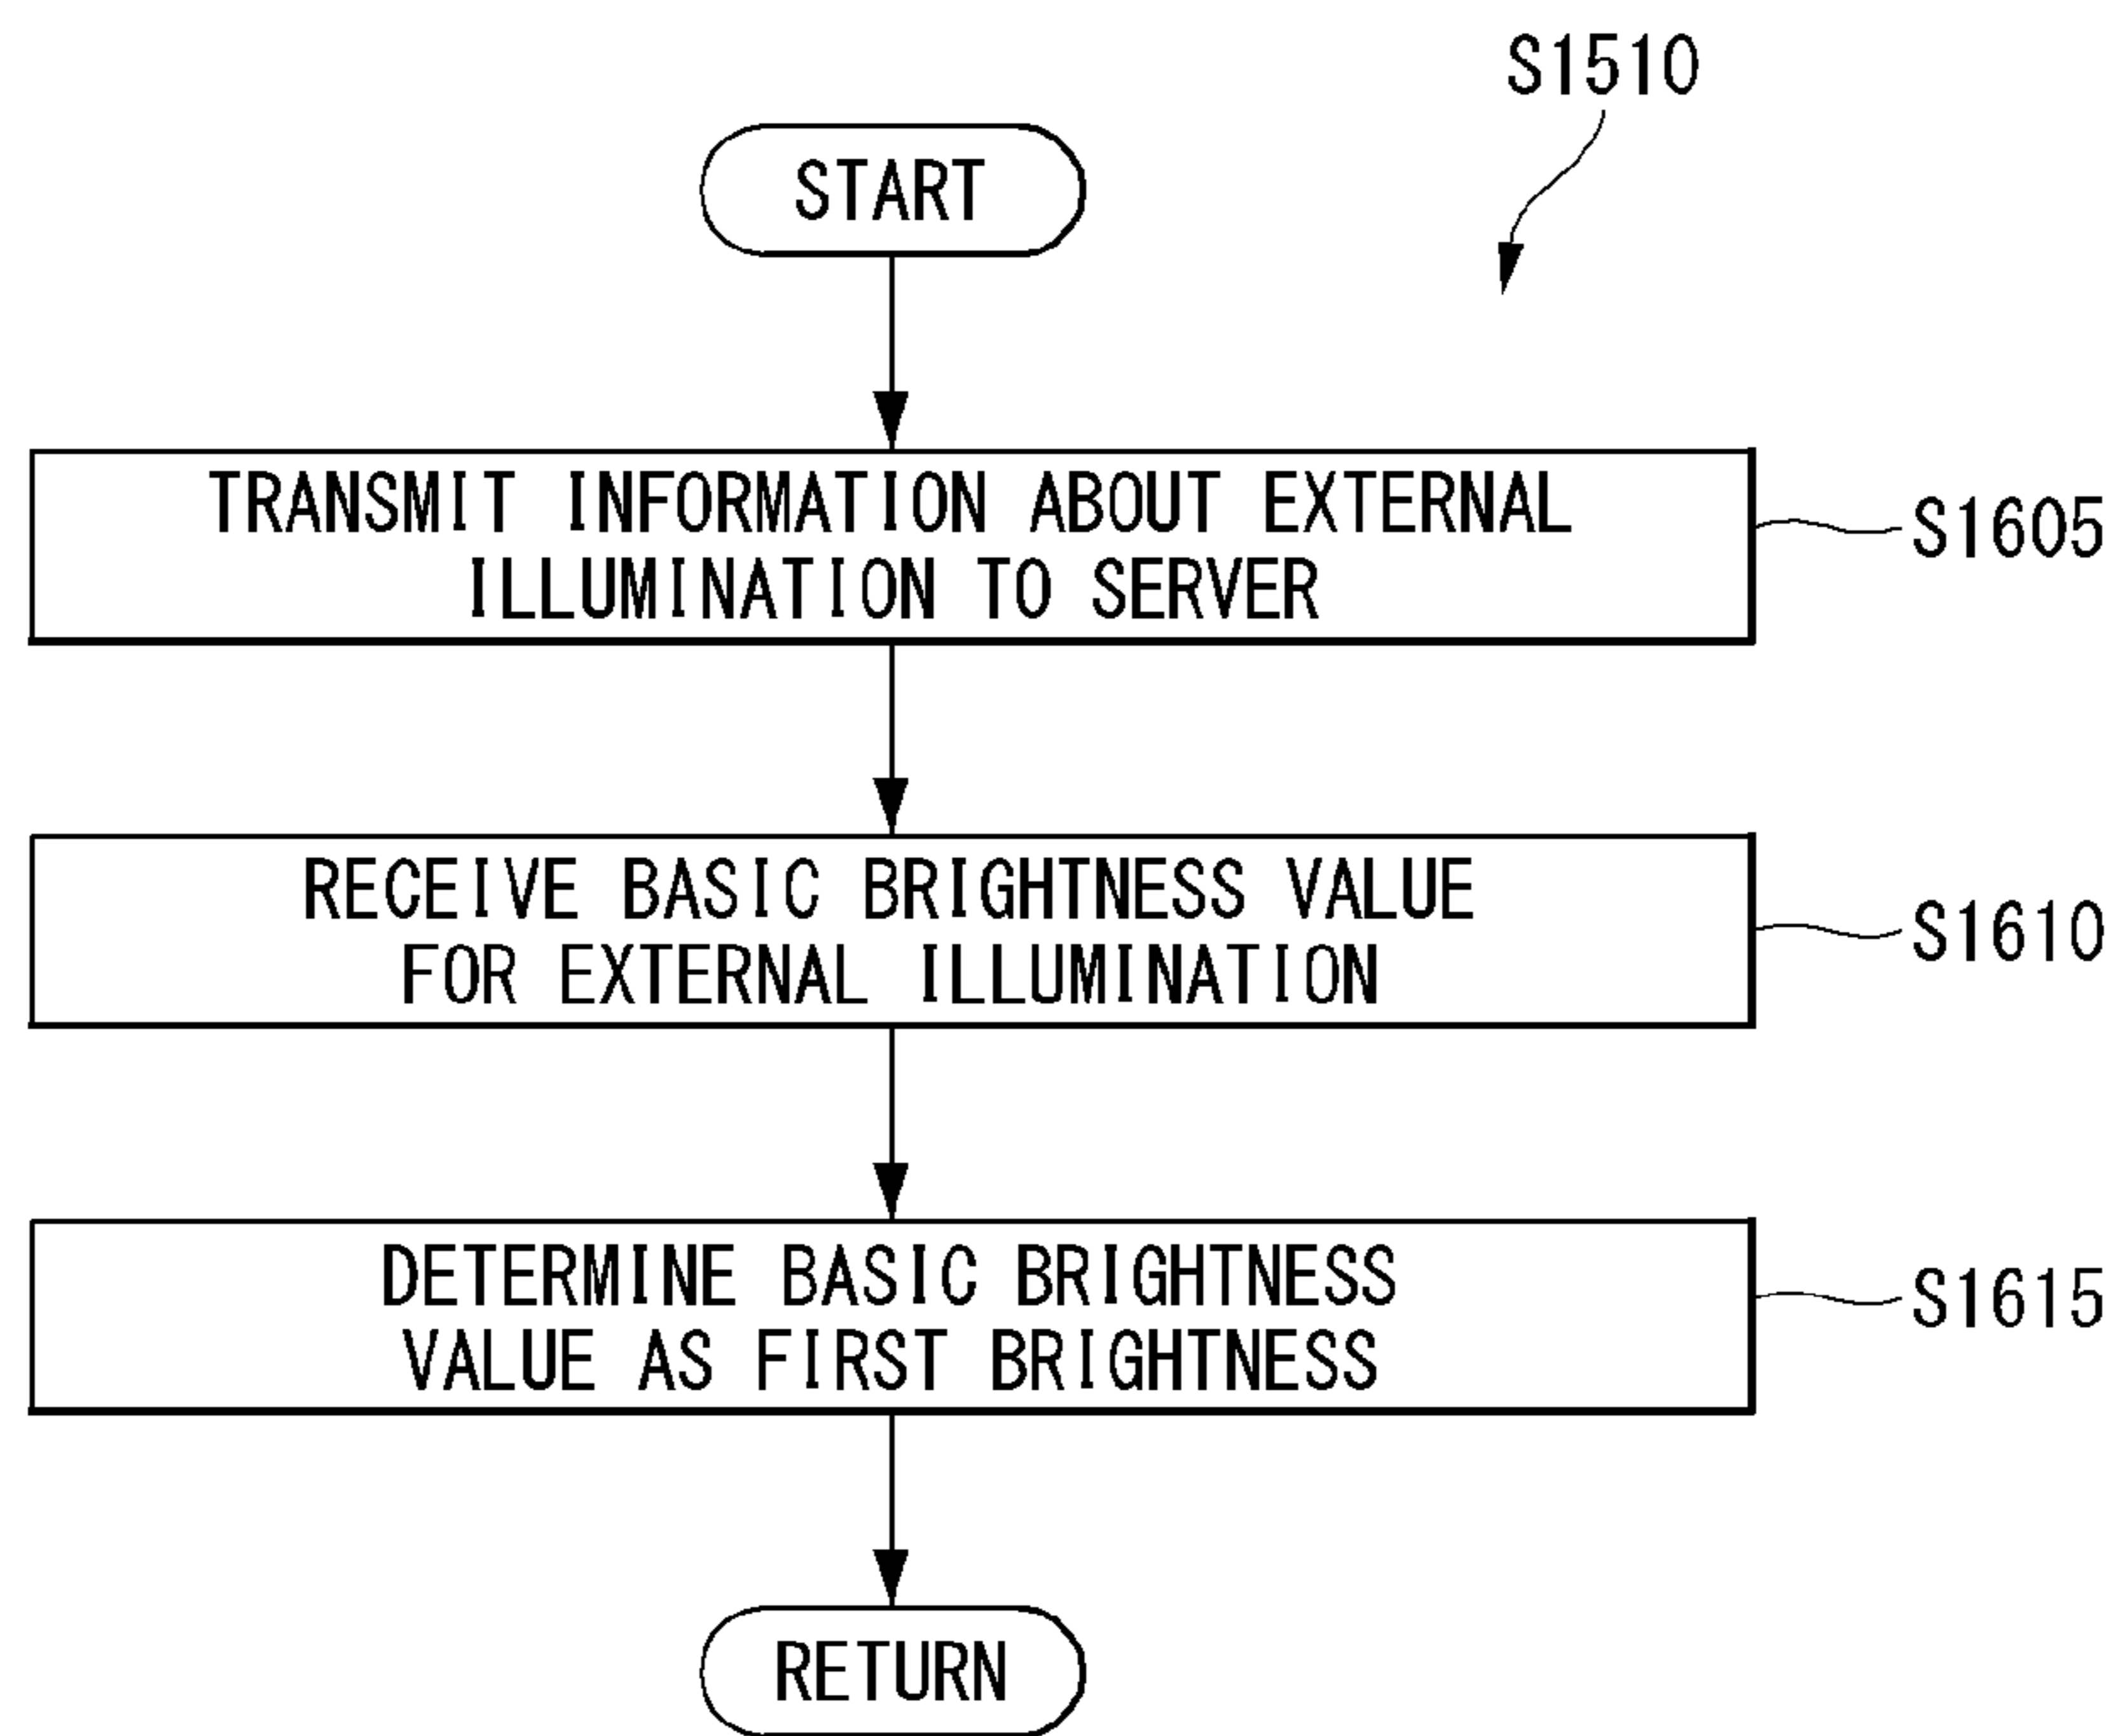 S1510
START
TRANSMIT INFORMATION ABOUT EXTERNAL
ILLUMINATION TO SERVER
S1605
RECEIVE BASIC BRIGHTNESS VALUE
FOR EXTERNAL ILLUMINATION
S1610
DETERMINE BASIC BRIGHTNESS
VALUE AS FIRST BRIGHTNESS
S1615
RETURN